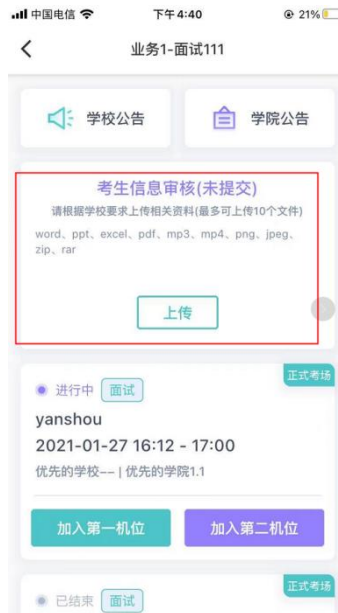 中国电信
下午4:40
21%
业务1-面试111
学校公告
学院公告
考生信息审核(未提交)
请根据学校要求上传相关资料(最多可上传10个文件)
word、ppt、excel、pdf、mp3、mp4、png、jpeg、
zip、rar
上传
正式考场
进行中 面试
yanshou
2021-01-27 16:12 - 17:00
优先的学校-- | 优先的学院1.1
加入第一机位
加入第二机位
正式考场
已结束 面试